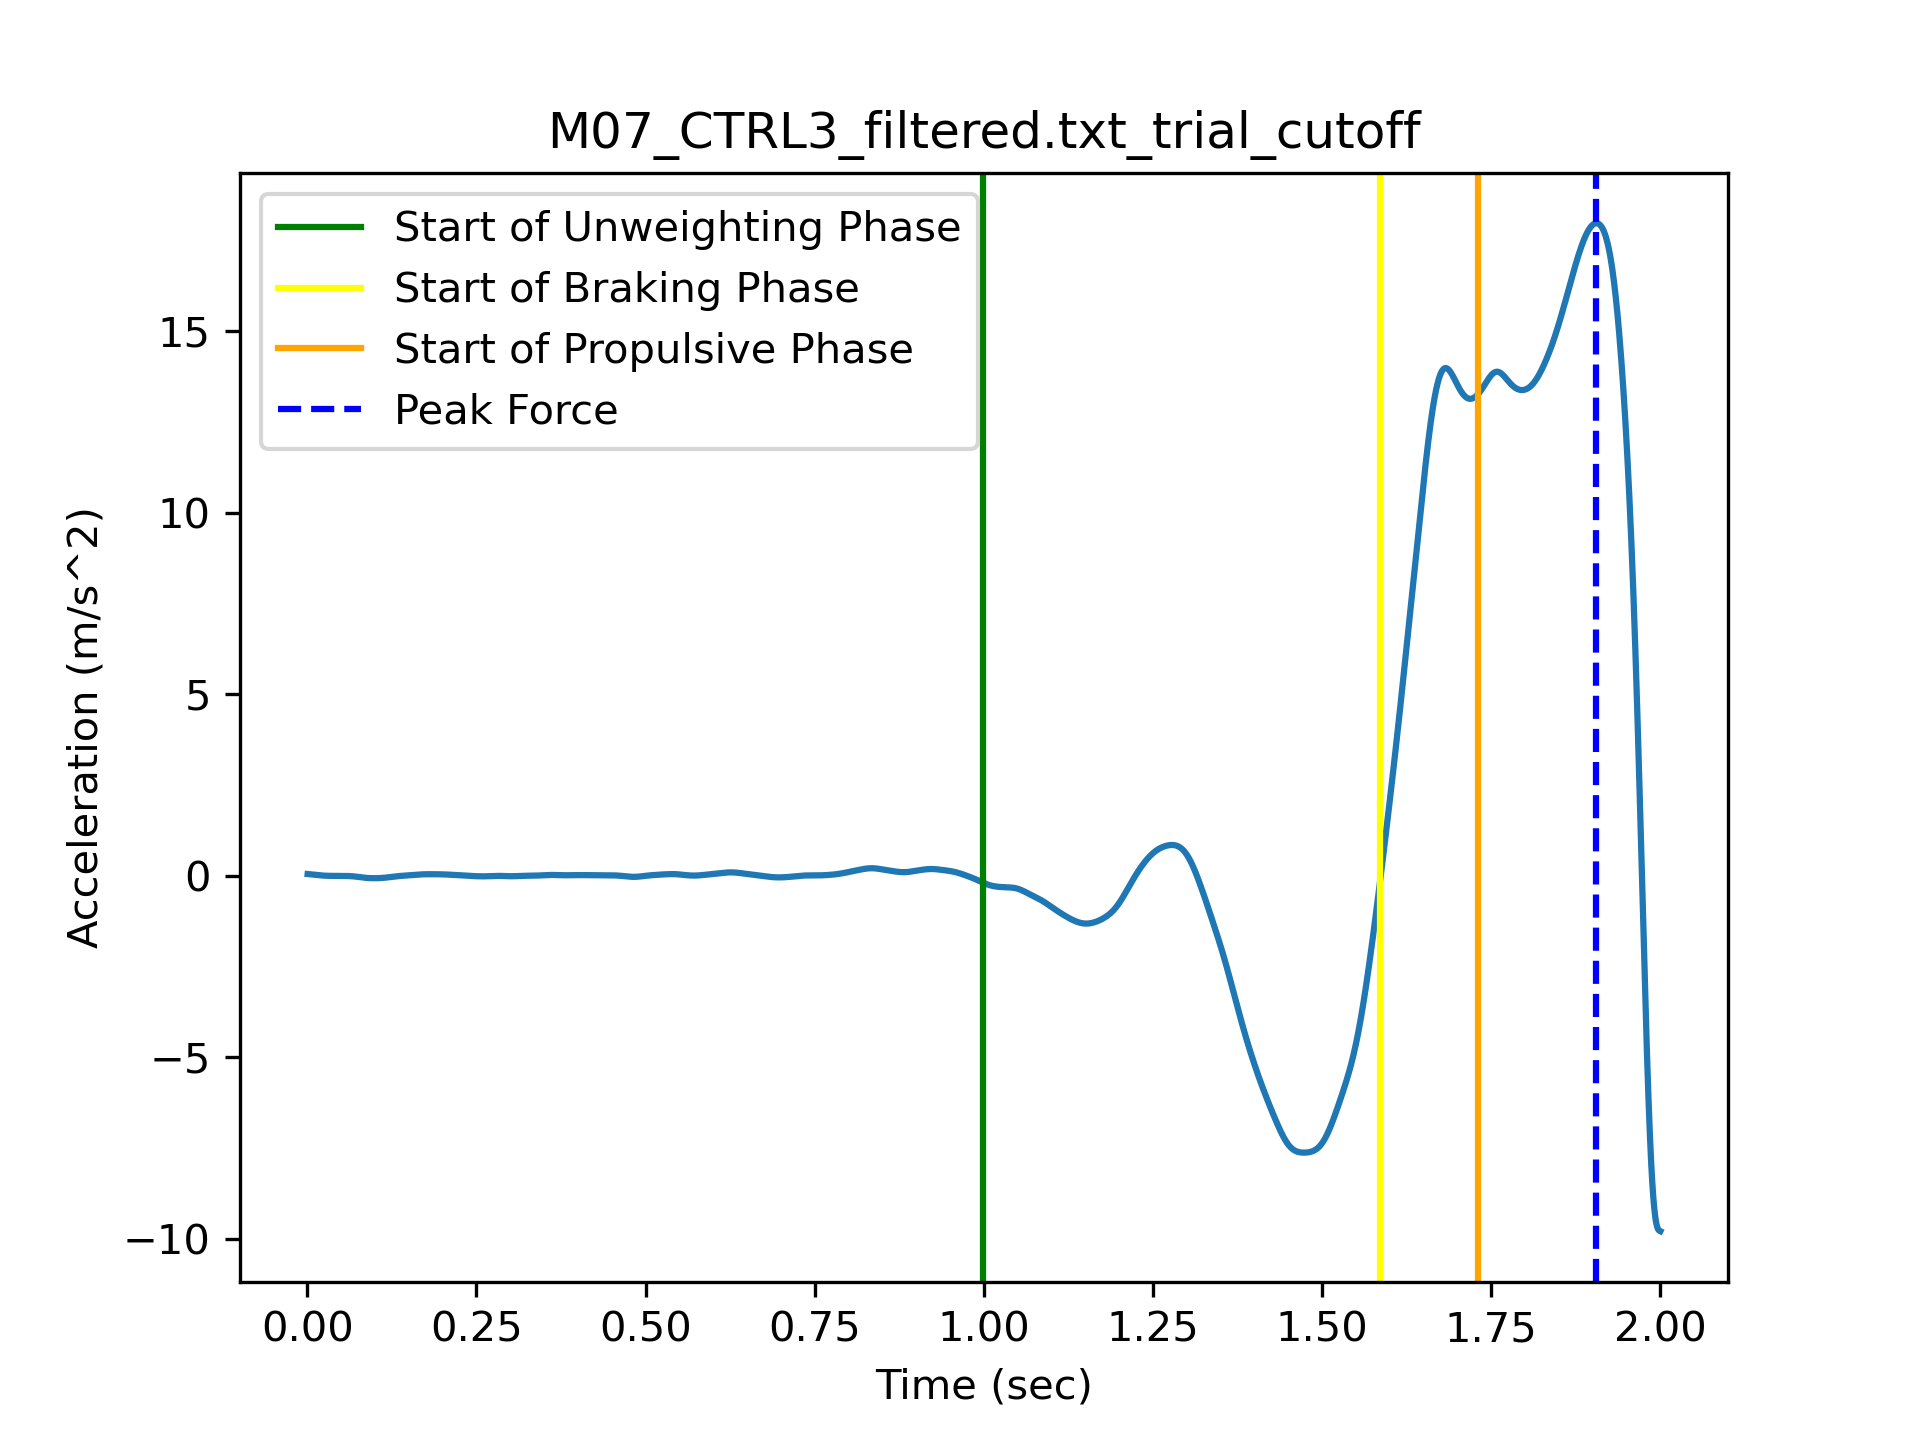 M07_CTRL3_filtered.txt_trial_cutoff
Start of Unweighting Phase
Start of Braking Phase
Start of Propulsive Phase
Peak Force
Acceleration (m/s^2)
15
10
5
0
−5
−10
0.00 0.25 0.50 0.75 1.00 1.25 1.50 1.75 2.00
Time (sec)